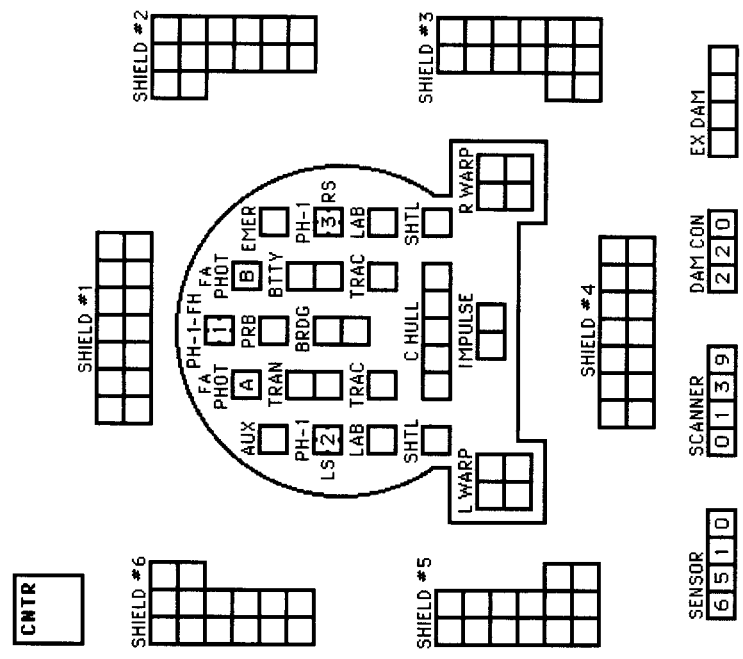 CNTR
SHIELD #1
SHIELD #2
SHIELD #3
SHIELD #4
SHIELD #5
SHIELD #6
PH-1-FH
1
FA
PHOT
A
FA
PHOT
B
AUX
TRAN
PRB
BTTY
EMER
PH-1
LS
2
BRDG
PH-1
3
RS
LAB
TRAC
TRAC
LAB
SHTL
C HULL
SHTL
L WARP
IMPULSE
R WARP
SENSOR
6 5 1 0
SCANNER
0 1 3 9
DAM CON
2 2 0
EX DAM